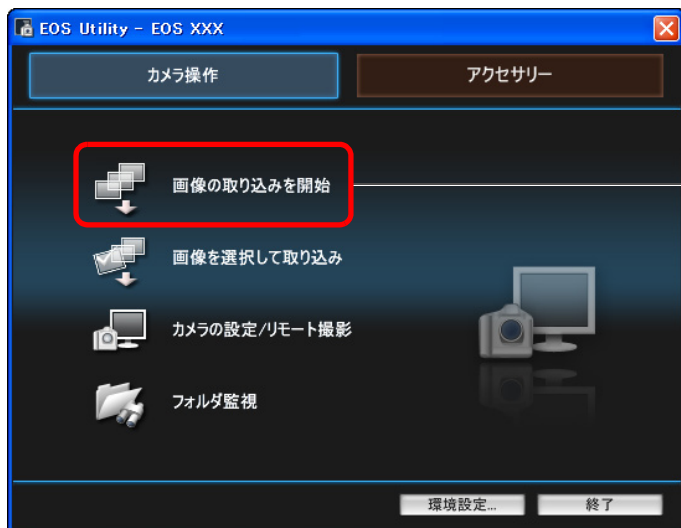 EOS Utility - EOS XXX
カメラ操作
アクセサリー
画像の取り込みを開始
画像を選択して取り込み
カメラの設定/リモート撮影
フォルダ監視
環境設定...
終了